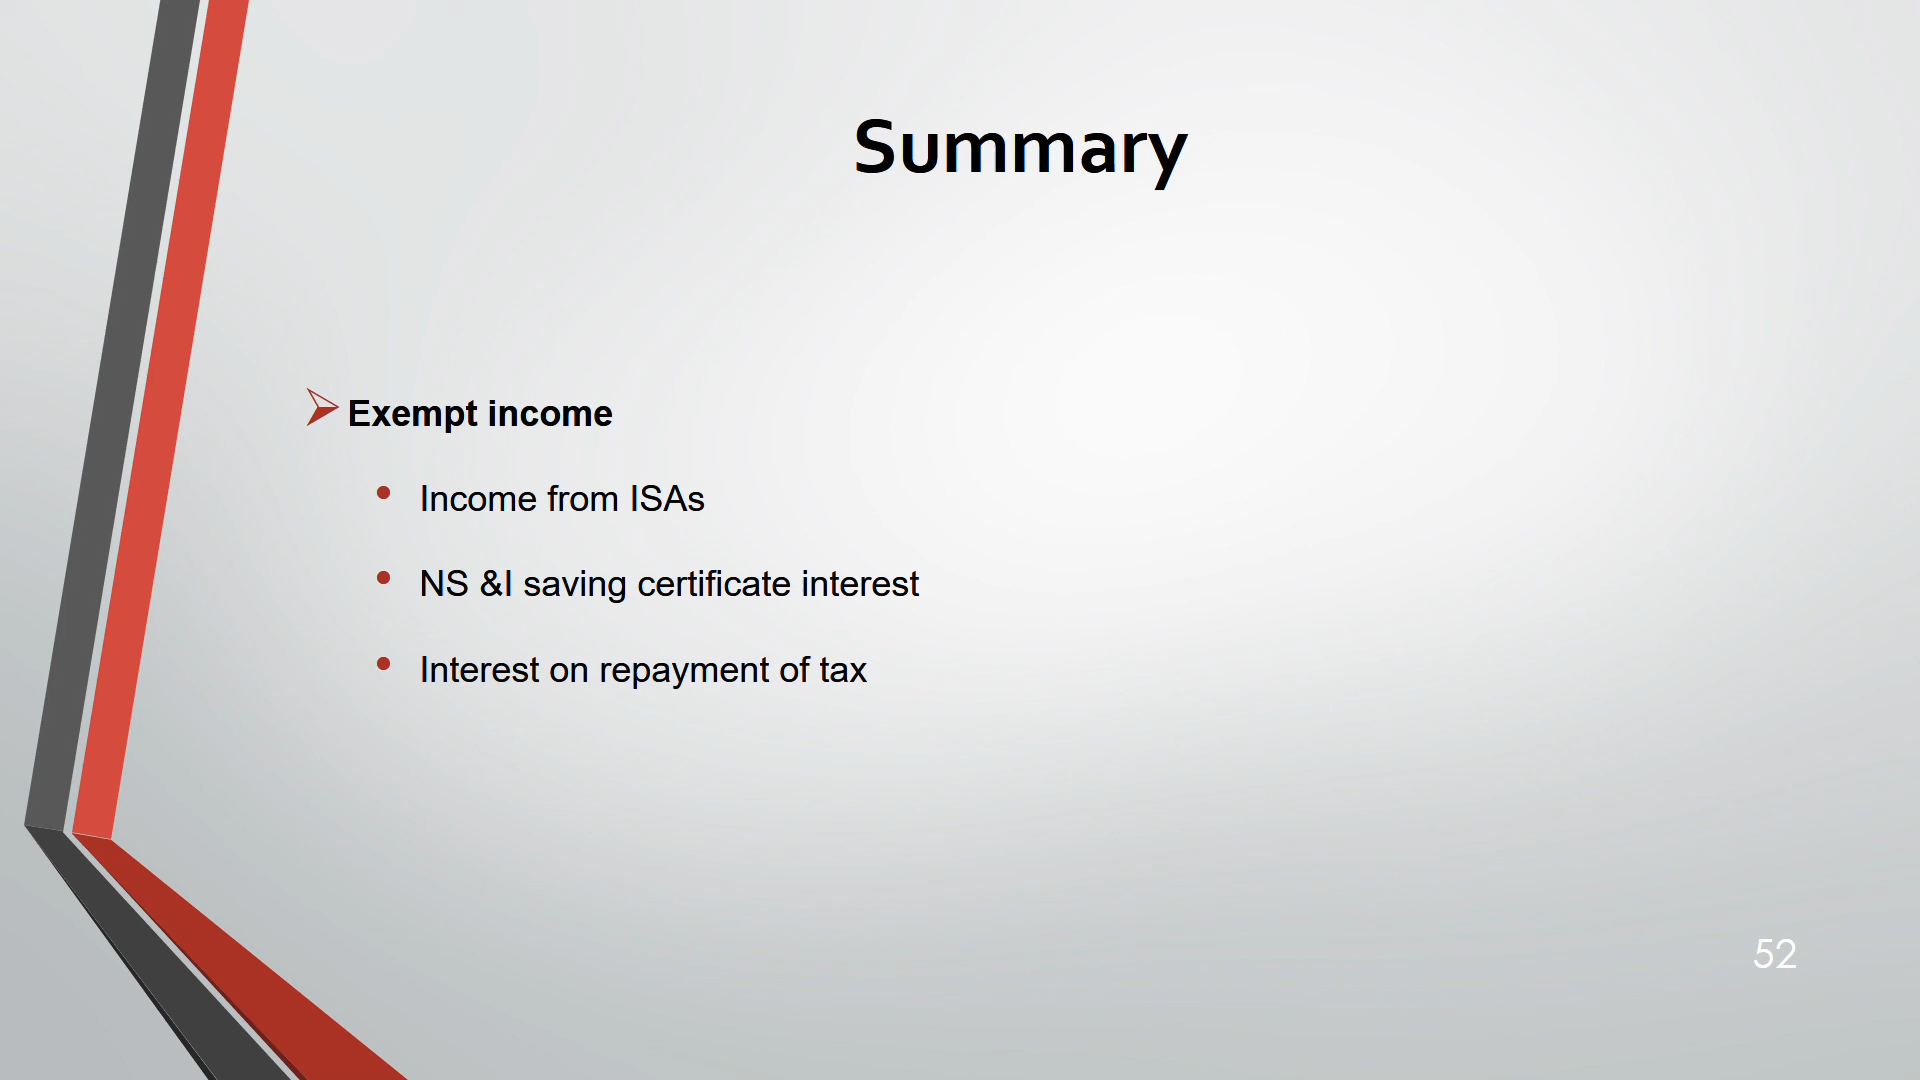 Summary
Exempt income
Income from ISAs
NS &I saving certificate interest
Interest on repayment of tax
52